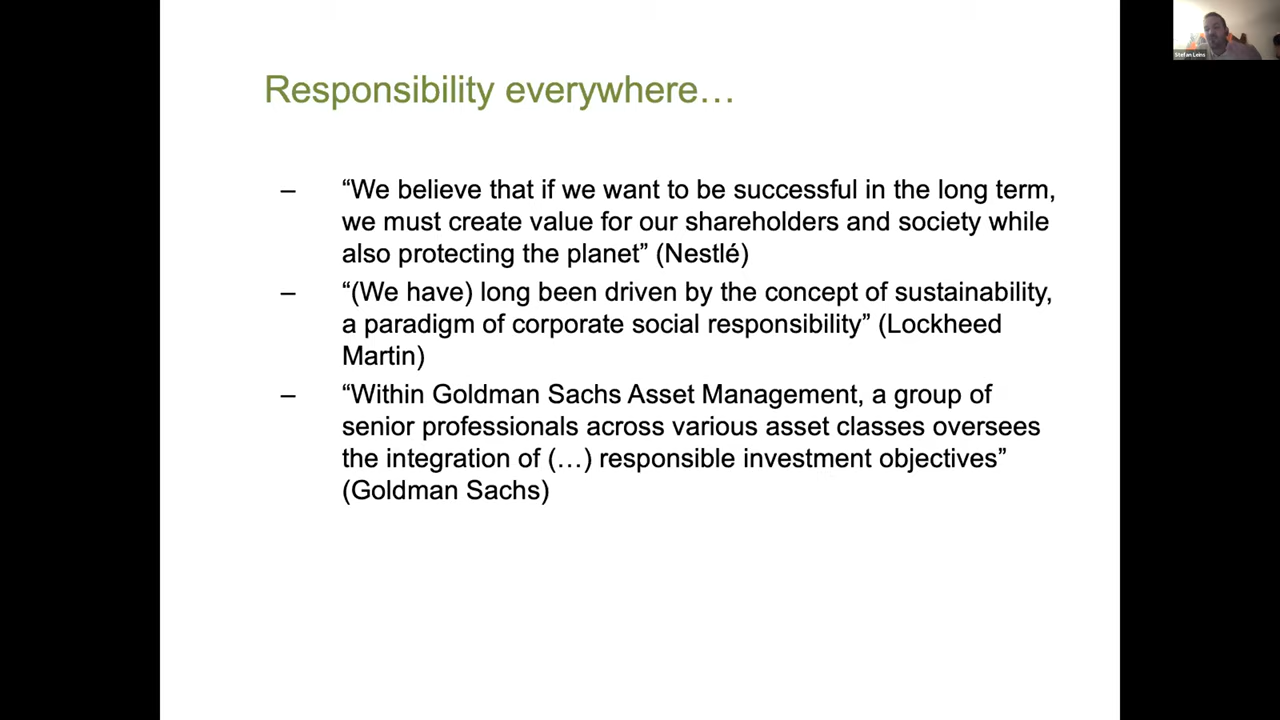 Responsibility everywhere…
– “We believe that if we want to be successful in the long term,
we must create value for our shareholders and society while
also protecting the planet” (Nestlé)
– “(We have) long been driven by the concept of sustainability,
a paradigm of corporate social responsibility” (Lockheed
Martin)
– “Within Goldman Sachs Asset Management, a group of
senior professionals across various asset classes oversees
the integration of (…) responsible investment objectives”
(Goldman Sachs)
Stefan Leins